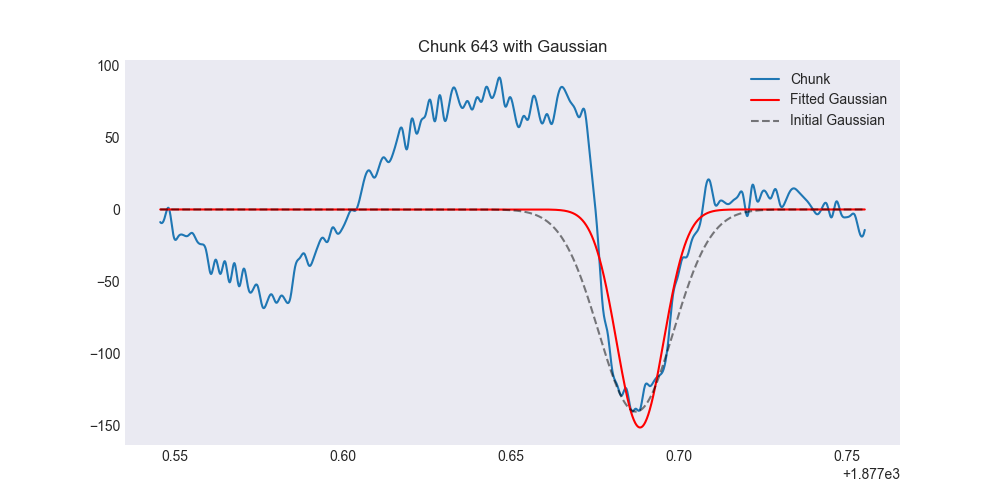 Chunk 643 with Gaussian
100
50
0
−50
−100
−150
Chunk
Fitted Gaussian
Initial Gaussian
0.55 0.60 0.65 0.70 0.75
+1.877e3